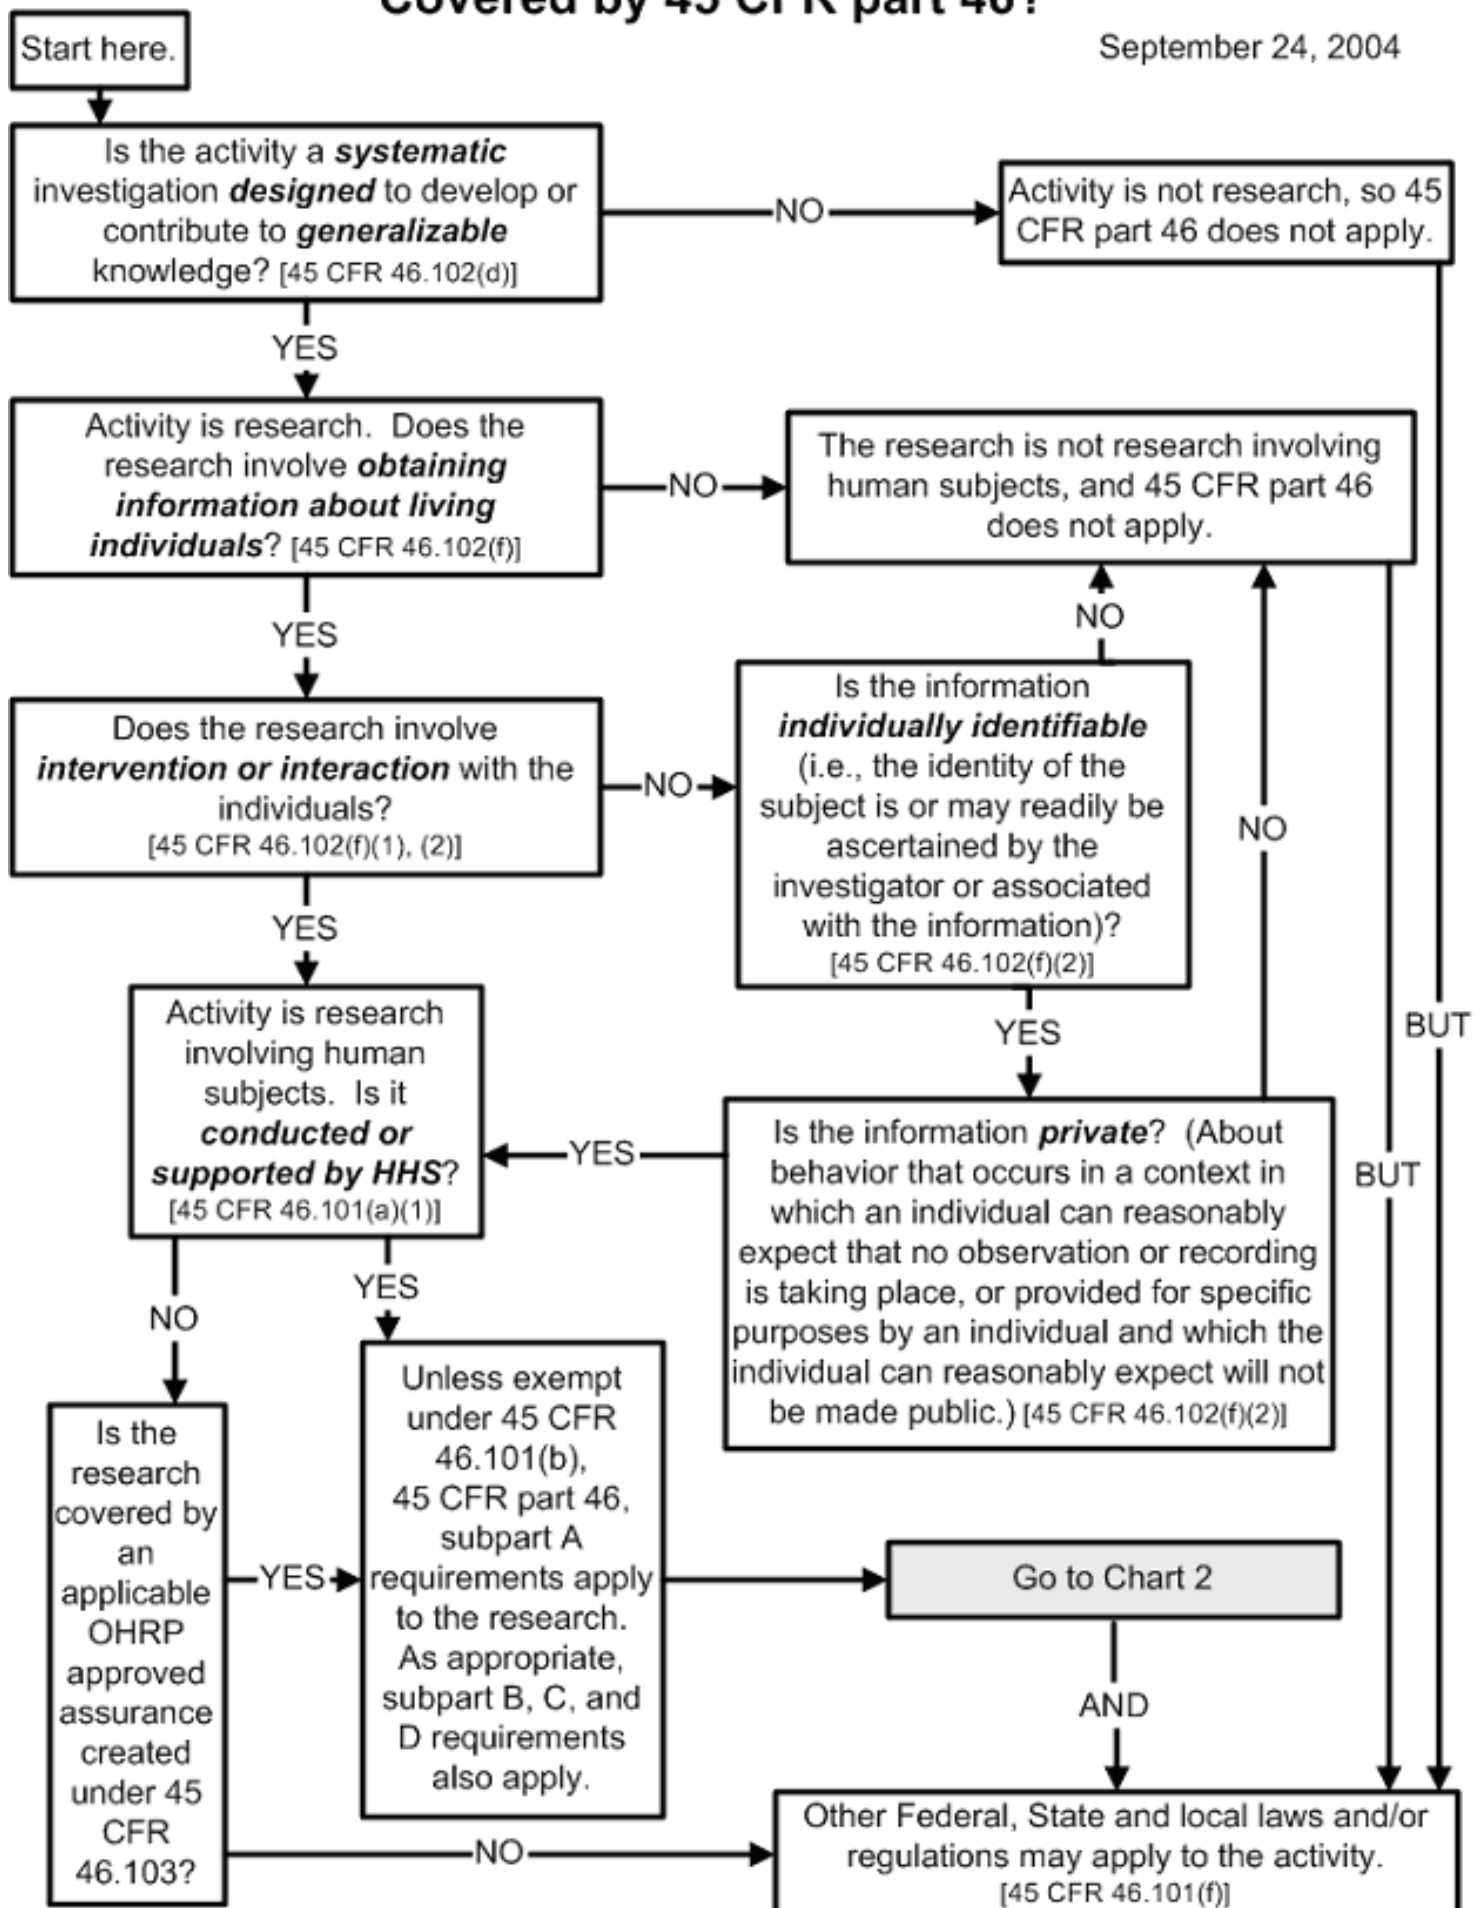 Covered by 45 CFR part 46?
September 24, 2004
Start here.
Is the activity a systematic
investigation designed to develop or
contribute to generalizable
knowledge? [45 CFR 46.102(d)]
NO
Activity is not research, so 45
CFR part 46 does not apply.
YES
Activity is research. Does the
research involve obtaining
information about living
individuals? [45 CFR 46.102(f)]
NO
The research is not research involving
human subjects, and 45 CFR part 46
does not apply.
YES
NO
Does the research involve
intervention or interaction with the
individuals?
[45 CFR 46.102(f)(1), (2)]
NO
Is the information
individually identifiable
(i.e., the identity of the
subject is or may readily be
ascertained by the
investigator or associated
with the information)?
[45 CFR 46.102(f)(2)]
NO
YES
YES
BUT
Activity is research
involving human
subjects. Is it
conducted or
supported by HHS?
[45 CFR 46.101(a)(1)]
YES
Is the information private? (About
behavior that occurs in a context in
which an individual can reasonably
expect that no observation or recording
is taking place, or provided for specific
purposes by an individual and which the
individual can reasonably expect will not
be made public.) [45 CFR 46.102(f)(2)]
BUT
NO
YES
Is the
research
covered by
an
applicable
OHRP
approved
assurance
created
under 45
CFR
46.103?
YES
Unless exempt
under 45 CFR
46.101(b),
45 CFR part 46,
subpart A
requirements apply
to the research.
As appropriate,
subpart B, C, and
D requirements
also apply.
Go to Chart 2
AND
NO
Other Federal, State and local laws and/or
regulations may apply to the activity.
[45 CFR 46.101(f)]